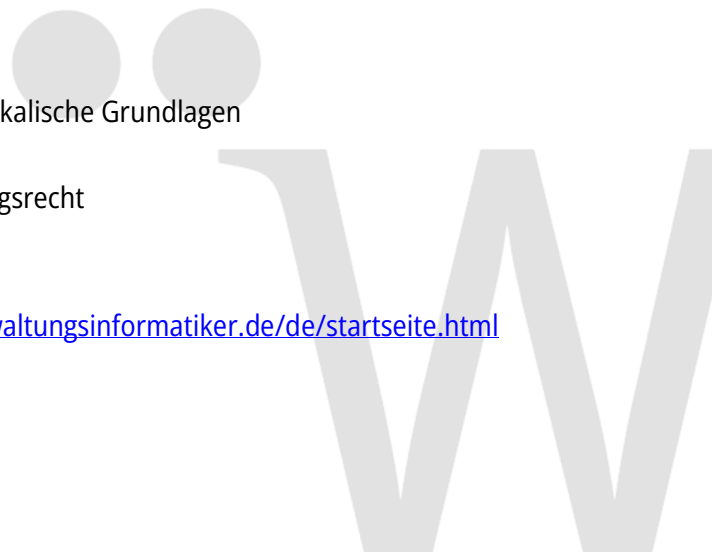 kalische Grundlagen
gsrecht
valtungsinformatiker.de/de/startseite.html